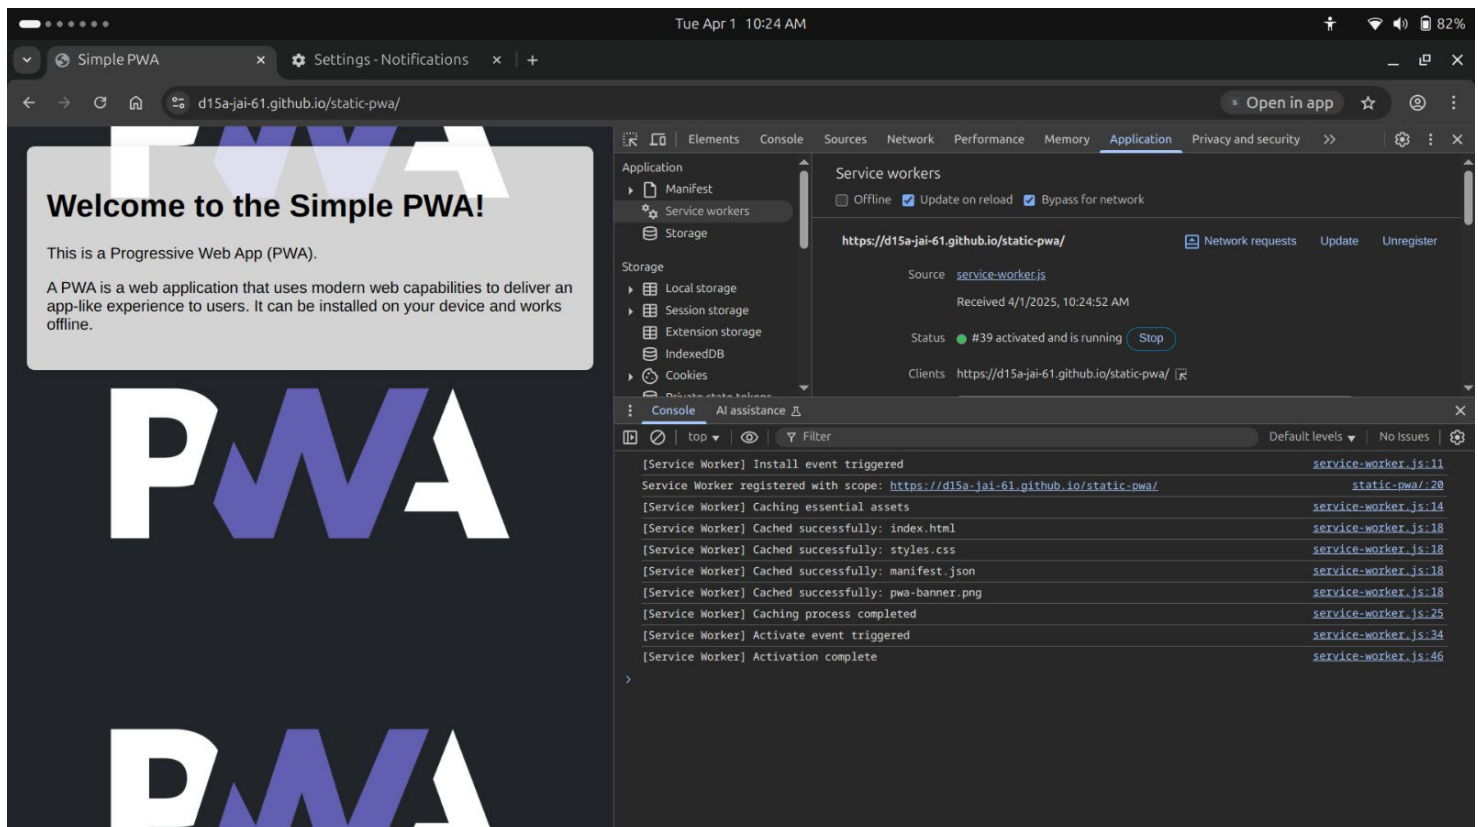 Tue Apr 1 10:24 AM
82%
Simple PWA
Settings - Notifications
d15a-jai-61.github.io/static-pwa/
s Open in app
Welcome to the Simple PWA!
This is a Progressive Web App (PWA).
A PWA is a web application that uses modern web capabilities to deliver an
app-like experience to users. It can be installed on your device and works
offline.
PWA
PWA
Elements Console Sources Network Performance Memory Application Privacy and security
Application
Manifest
Service workers
Storage
Storage
Local storage
Session storage
Extension storage
IndexedDB
Cookies
Private state tokens
Service workers
Offline Update on reload Bypass for network
https://d15a-jai-61.github.io/static-pwa/ Network requests Update Unregister
Source service-worker.js
Received 4/1/2025, 10:24:52 AM
Status #39 activated and is running Stop
Clients https://d15a-jai-61.github.io/static-pwa/
Console AI assistance
top Filter Default levels No Issues
[Service Worker] Install event triggered service-worker.js:11
Service Worker registered with scope: https://d15a-jai-61.github.io/static-pwa/ static-pwa/:20
[Service Worker] Caching essential assets service-worker.js:14
[Service Worker] Cached successfully: index.html service-worker.js:18
[Service Worker] Cached successfully: styles.css service-worker.js:18
[Service Worker] Cached successfully: manifest.json service-worker.js:18
[Service Worker] Cached successfully: pwa-banner.png service-worker.js:18
[Service Worker] Caching process completed service-worker.js:25
[Service Worker] Activate event triggered service-worker.js:34
[Service Worker] Activation complete service-worker.js:46